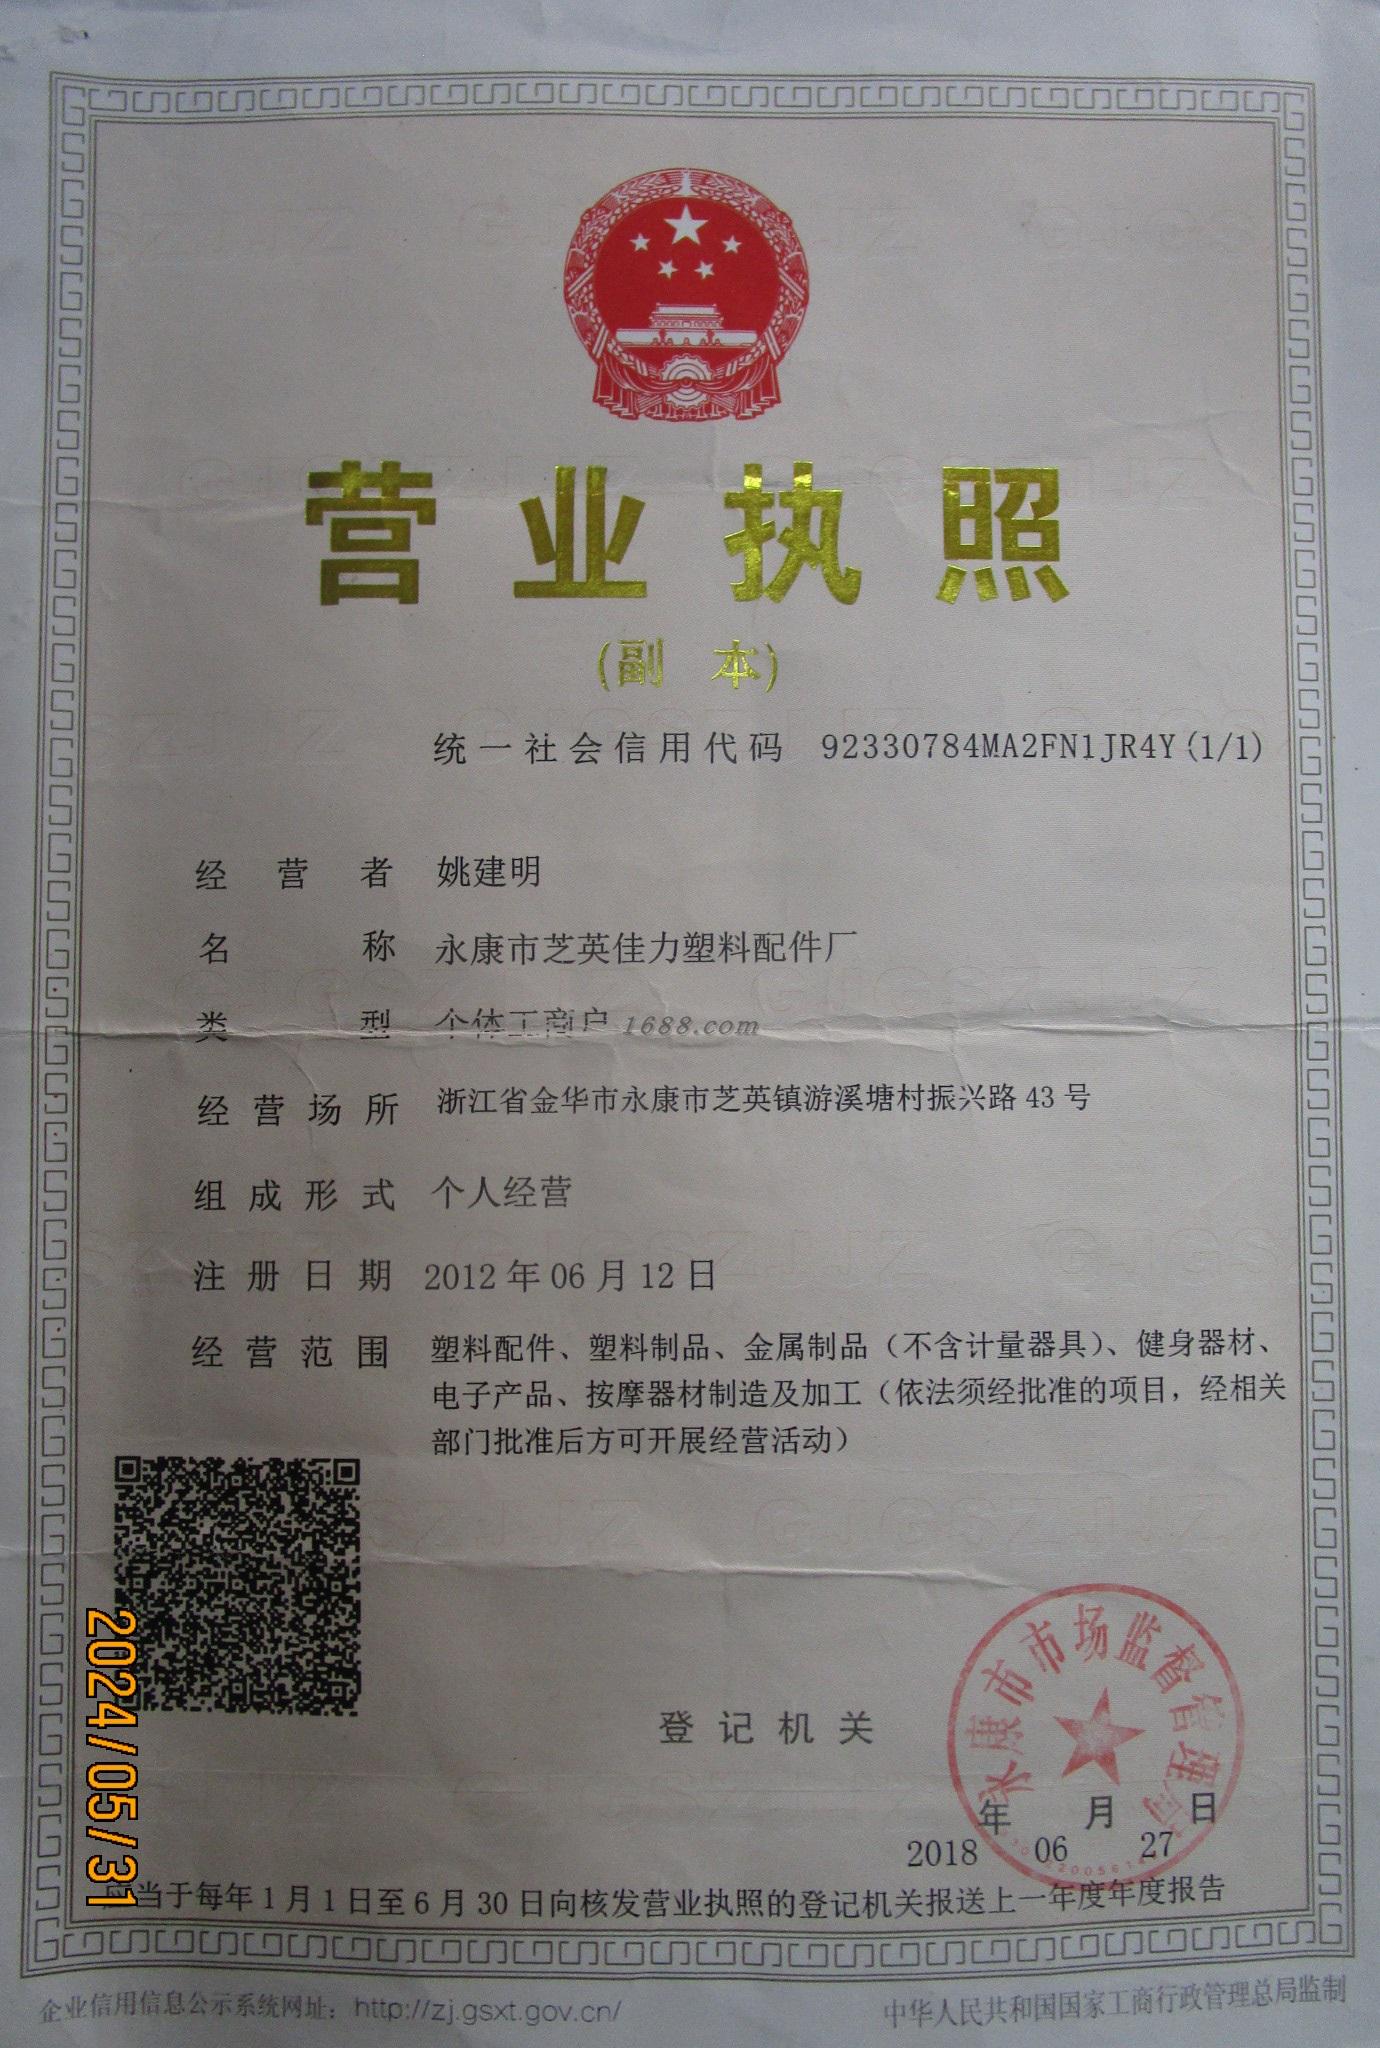 营业执照
(副 本)
统一社会信用代码 92330784MA2FN1JR4Y(1/1)
经营者 姚建明
名称 永康市芝英佳力塑料配件厂
类型 个体工商户 1688.com
经营场所 浙江省金华市永康市芝英镇游溪塘村振兴路43号
组成形式 个人经营
注册日期 2012年06月12日
经营范围 塑料配件、塑料制品、金属制品（不含计量器具）、健身器材、
电子产品、按摩器材制造及加工（依法须经批准的项目，经相关
部门批准后方可开展经营活动）
2024/05/31
登记机关
永康市市场监督管理局
年 月 日
2018 06 27
应当于每年1月1日至6月30日向核发营业执照的登记机关报送上一年度年度报告
企业信用信息公示系统网址：http://zj.gsxt.gov.cn/
中华人民共和国国家工商行政管理总局监制